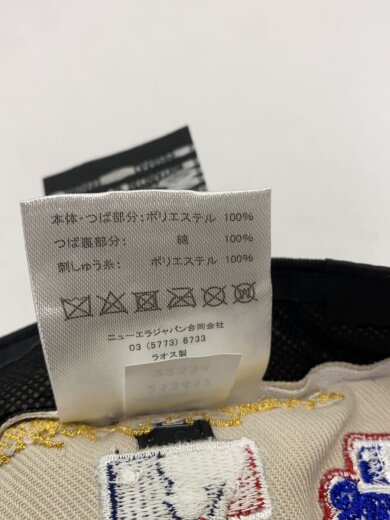 本体・つば部分:ポリエステル 100%
つば裏部分: 綿 100%
刺しゅう糸: ポリエステル 100%
ニューエラジャパン合同会社
03 (5773) 6733
ラオス製